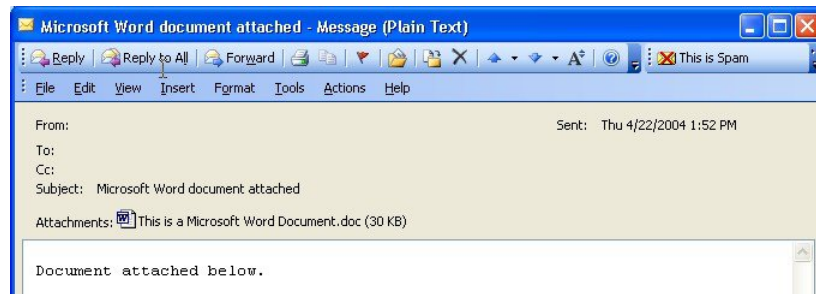 Microsoft Word document attached - Message (Plain Text)
Reply Reply to All Forward This is Spam
File Edit View Insert Format Tools Actions Help
From: Sent: Thu 4/22/2004 1:52 PM
To:
Cc:
Subject: Microsoft Word document attached
Attachments: This is a Microsoft Word Document.doc (30 KB)
Document attached below.